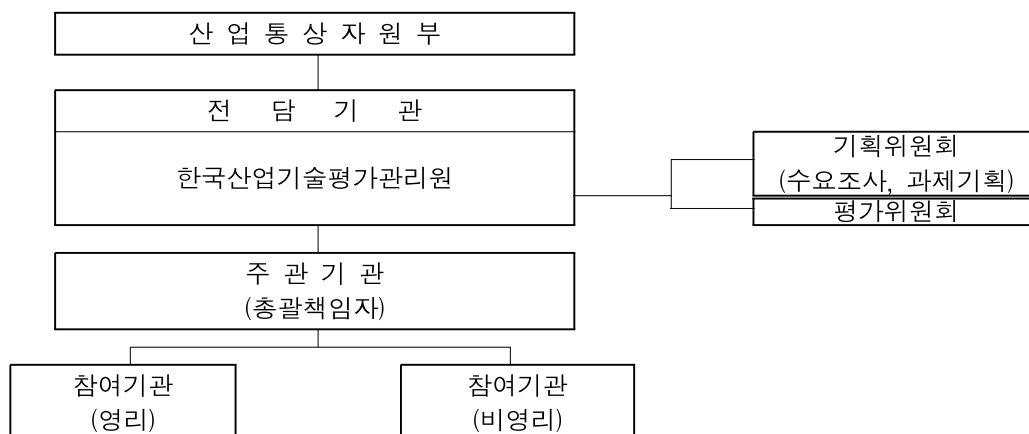 산 업 통 상 자 원 부
전 담 기 관
한국산업기술평가관리원
기획위원회
(수요조사, 과제기획)
평가위원회
주 관 기 관
(총괄책임자)
참여기관
(영리)
참여기관
(비영리)